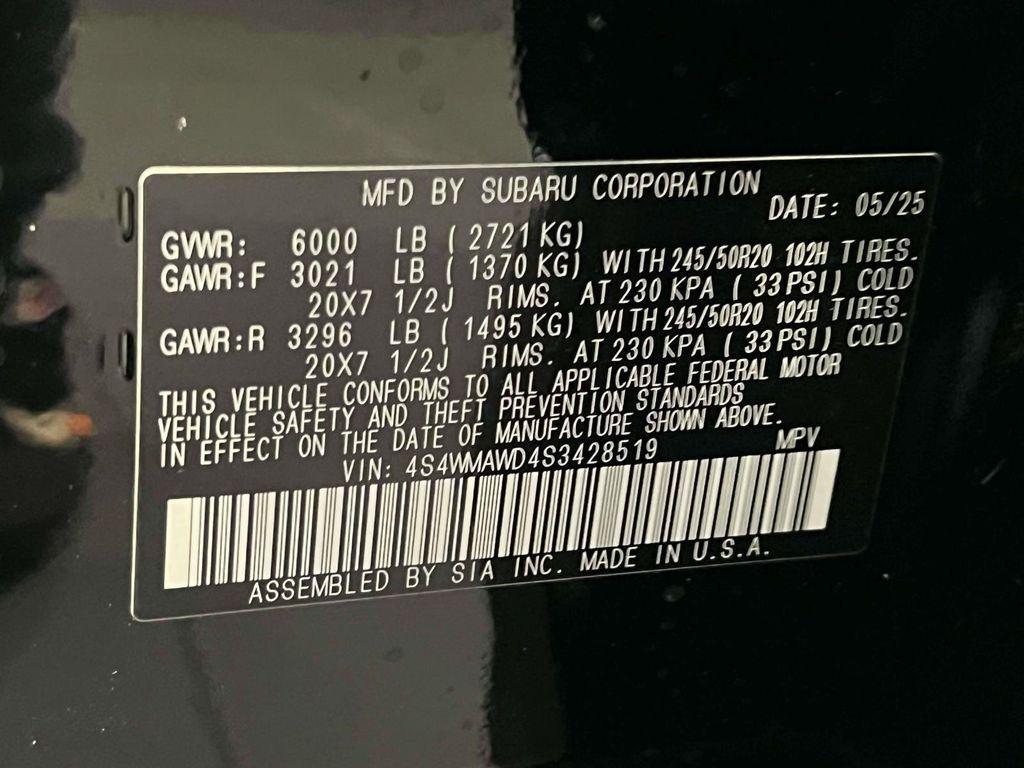 MFD BY SUBARU CORPORATION
DATE: 05/25
GVWR: 6000 LB ( 2721 KG)
GAWR:F 3021 LB ( 1370 KG) WITH 245/50R20 102H TIRES.
20X7 1/2J RIMS. AT 230 KPA ( 33 PSI) COLD
GAWR:R 3296 LB ( 1495 KG) WITH 245/50R20 102H TIRES.
20X7 1/2J RIMS. AT 230 KPA ( 33 PSI) COLD
THIS VEHICLE CONFORMS TO ALL APPLICABLE FEDERAL MOTOR
VEHICLE SAFETY AND THEFT PREVENTION STANDARDS
IN EFFECT ON THE DATE OF MANUFACTURE SHOWN ABOVE.
VIN: 4S4WMAWD4S3428519 MPV
ASSEMBLED BY SIA INC. MADE IN U.S.A.